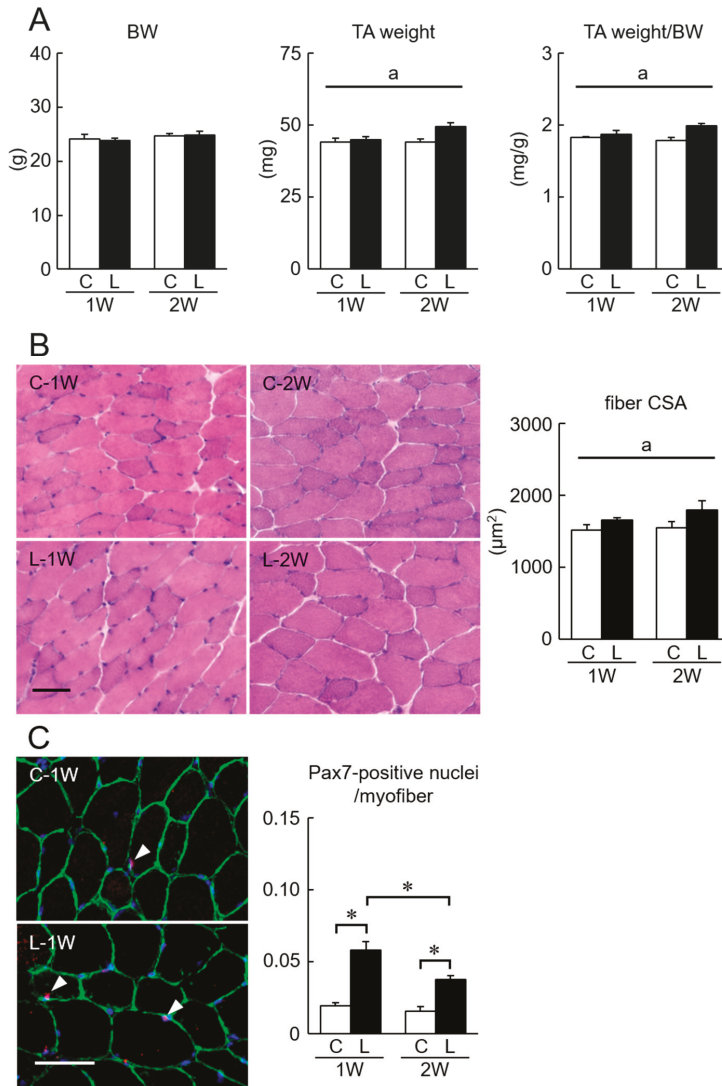 A
BW
TA weight
TA weight/BW
40
30
20
10
0
(g)
C L C L
1W 2W
75
50
25
0
(mg)
a
C L C L
1W 2W
3
2
1
0
(mg/g)
a
C L C L
1W 2W
B
C-1W
C-2W
L-1W
L-2W
fiber CSA
3000
2000
1000
0
(μm²)
a
C L C L
1W 2W
C
C-1W
L-1W
Pax7-positive nuclei
/myofiber
0.15
0.10
0.05
0
* * *
C L C L
1W 2W